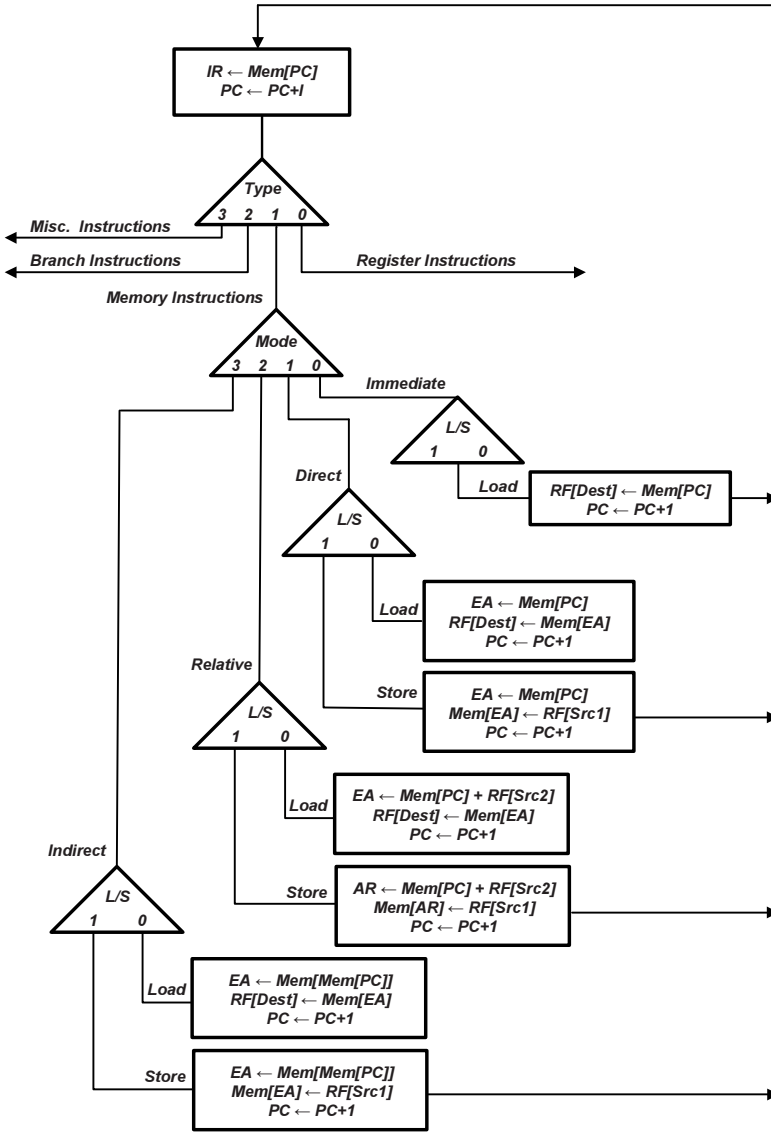 IR ← Mem[PC]
PC ← PC+I
Type
3 2 1 0
Misc. Instructions
Branch Instructions
Register Instructions
Memory Instructions
Mode
3 2 1 0
Immediate
L/S
1 0
Load
RF[Dest] ← Mem[PC]
PC ← PC+1
Direct
L/S
1 0
Load
EA ← Mem[PC]
RF[Dest] ← Mem[EA]
PC ← PC+1
Store
EA ← Mem[PC]
Mem[EA] ← RF[Src1]
PC ← PC+1
Relative
L/S
1 0
Load
EA ← Mem[PC] + RF[Src2]
RF[Dest] ← Mem[EA]
PC ← PC+1
Store
AR ← Mem[PC] + RF[Src2]
Mem[AR] ← RF[Src1]
PC ← PC+1
Indirect
L/S
1 0
Load
EA ← Mem[Mem[PC]]
RF[Dest] ← Mem[EA]
PC ← PC+1
Store
EA ← Mem[Mem[PC]]
Mem[EA] ← RF[Src1]
PC ← PC+1